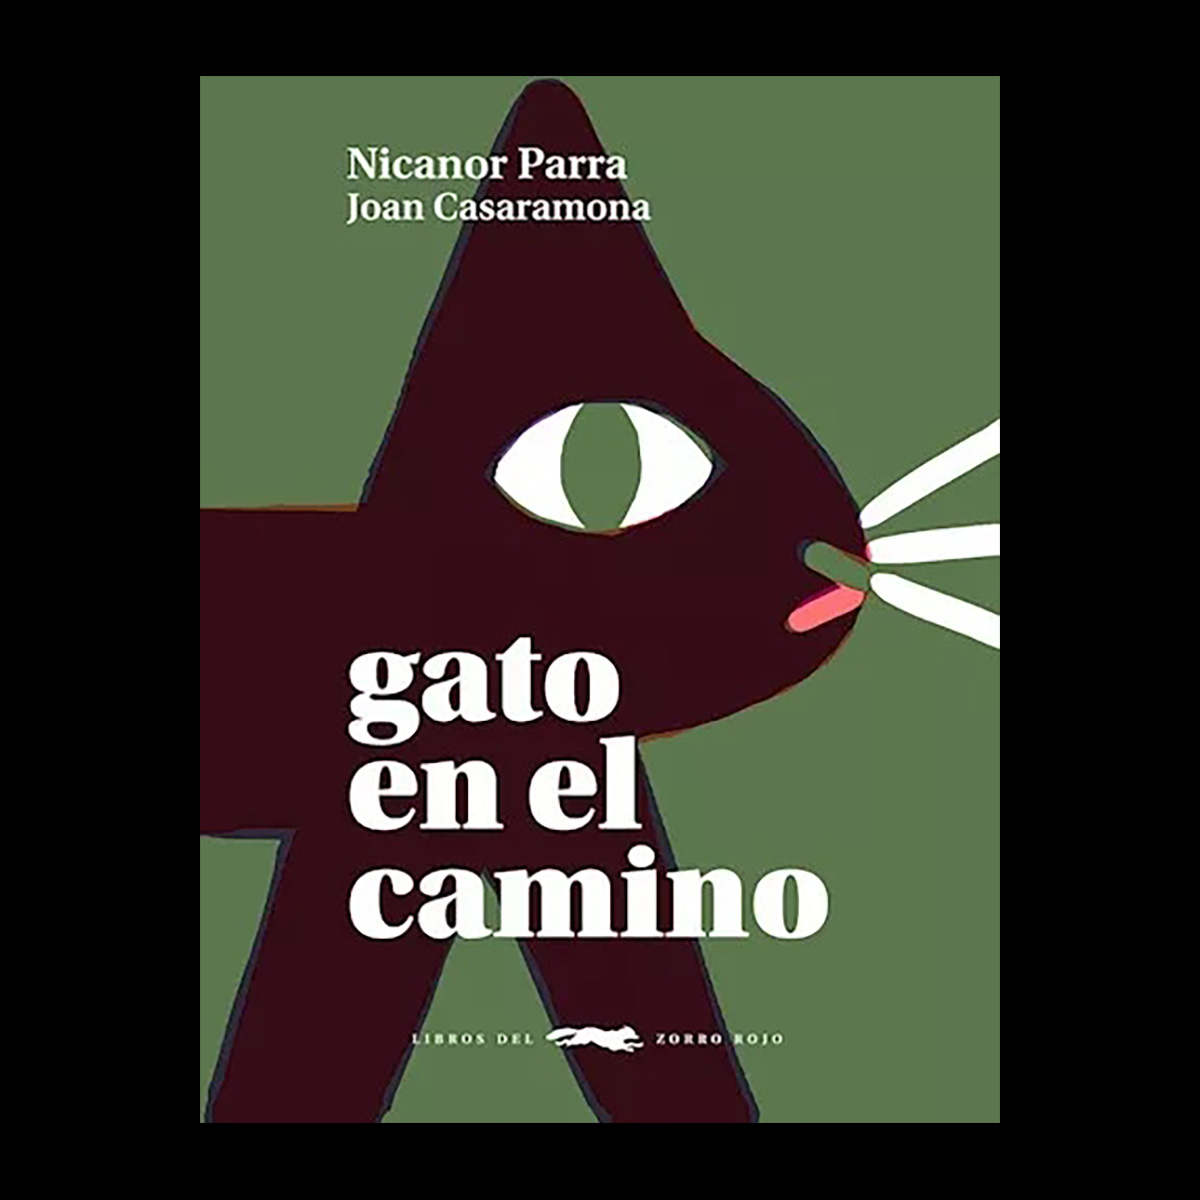 Nicanor Parra
Joan Casaramona
gato
en el
camino
LIBROS DEL ZORRO ROJO